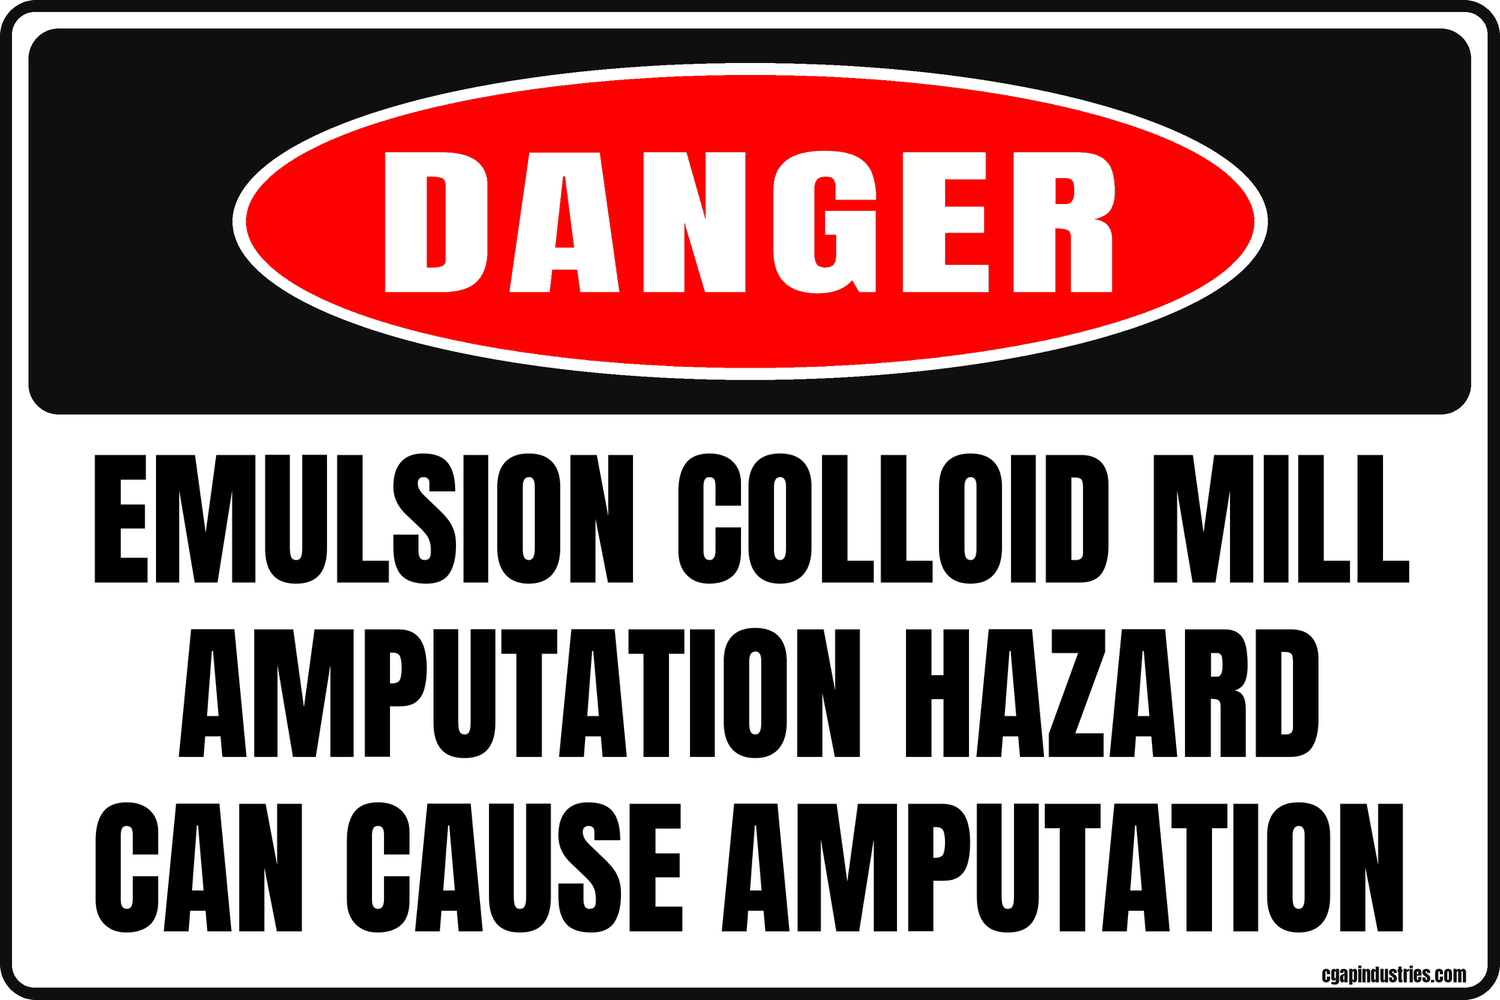 DANGER
EMULSION COLLOID MILL
AMPUTATION HAZARD
CAN CAUSE AMPUTATION
cgapindustries.com